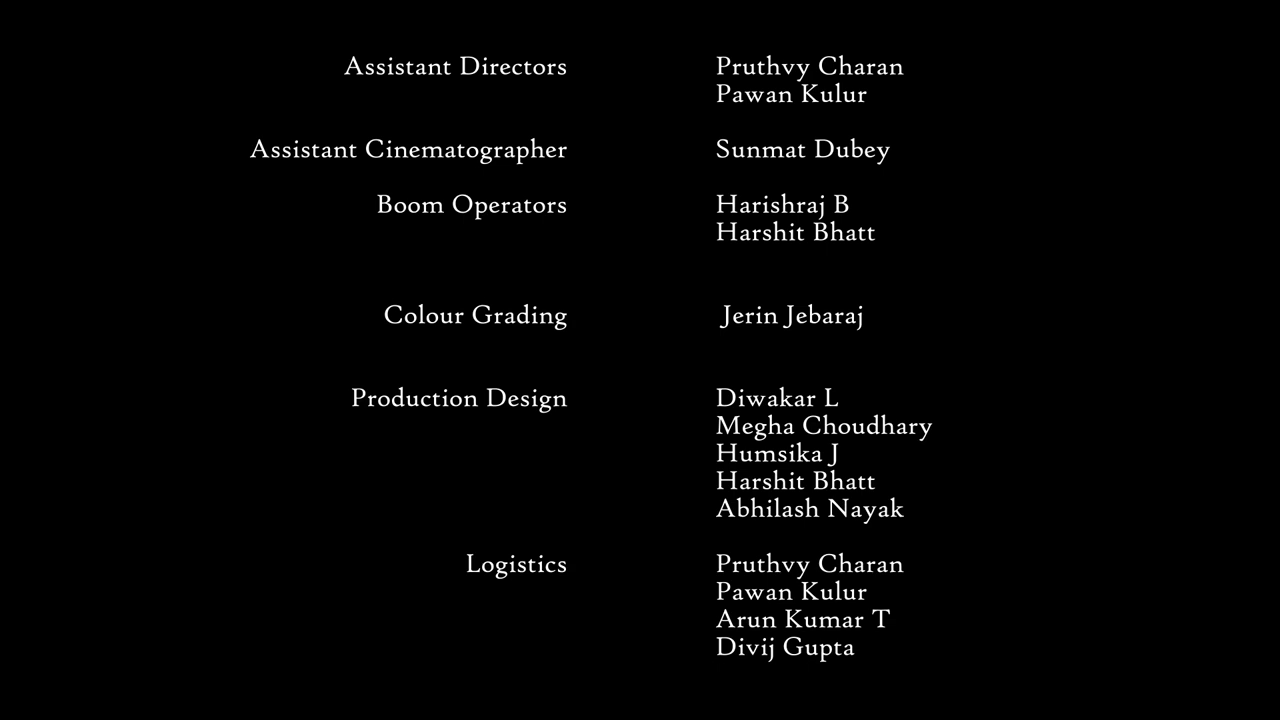 Assistant Directors Pruthvy Charan
Pawan Kulur
Assistant Cinematographer Sunmat Dubey
Boom Operators Harishraj B
Harshit Bhatt
Colour Grading Jerin Jebaraj
Production Design Diwakar L
Megha Choudhary
Humsika J
Harshit Bhatt
Abhilash Nayak
Logistics Pruthvy Charan
Pawan Kulur
Arun Kumar T
Divij Gupta